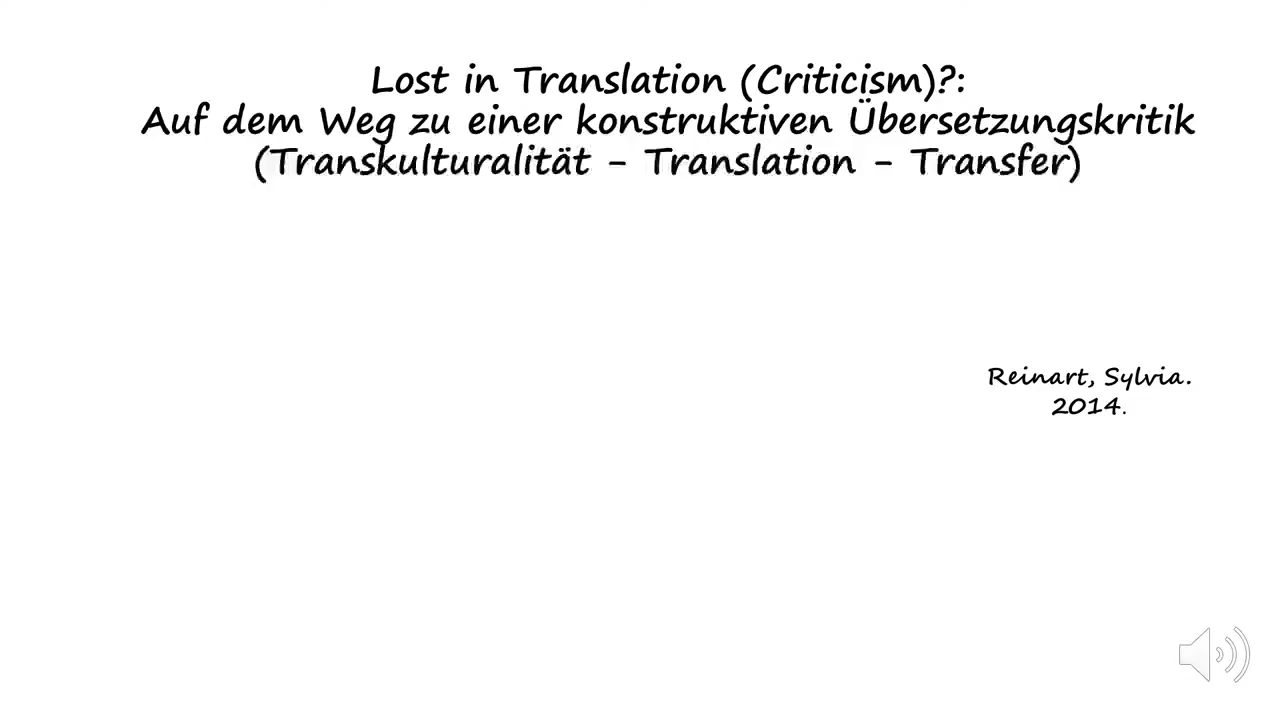 Lost in Translation (Criticism)?:
Auf dem Weg zu einer konstruktiven Übersetzungskritik
(Transkulturalität - Translation - Transfer)
Reinart, Sylvia.
2014.